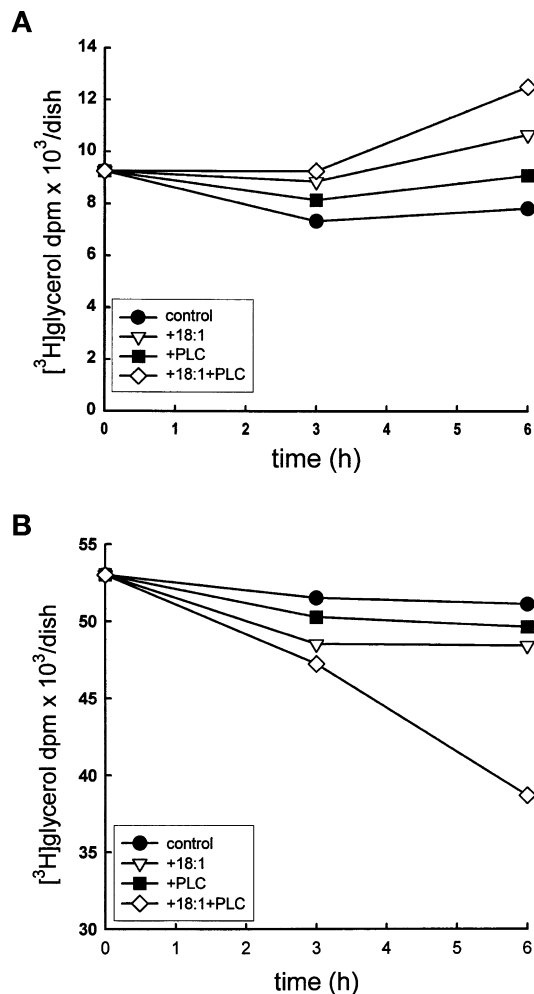 A
14
12
10
8
6
4
2
0
[³H]glycerol dpm x 10³/dish
control
+18:1
+PLC
+18:1+PLC
0 1 2 3 4 5 6
time (h)
B
55
50
45
40
35
30
[³H]glycerol dpm x 10³/dish
control
+18:1
+PLC
+18:1+PLC
0 1 2 3 4 5 6
time (h)